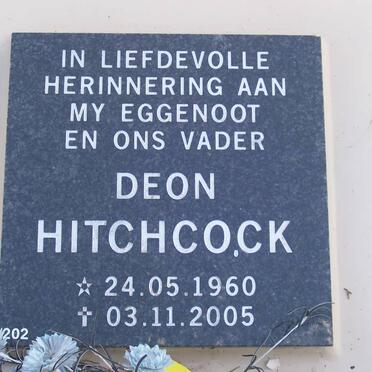 IN LIEFDEVOLLE
HERINNERING AAN
MY EGGENOOT
EN ONS VADER
DEON
HITCHCOCK
☆ 24.05.1960
✝ 03.11.2005
202